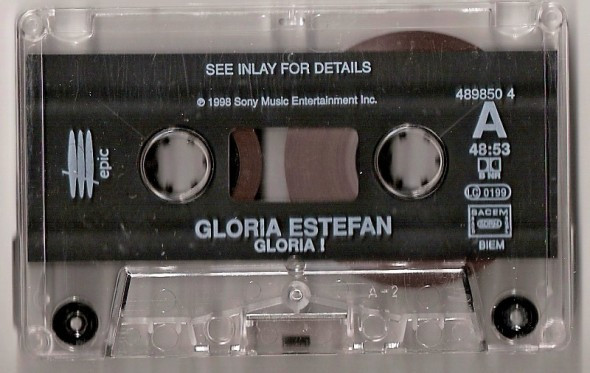 SEE INLAY FOR DETAILS
℗ 1998 Sony Music Entertainment Inc.
489850 4
A
48:53
B NR
LC 0199
SACEM
BIEM
epic
GLORIA ESTEFAN
GLORIA !
A-2